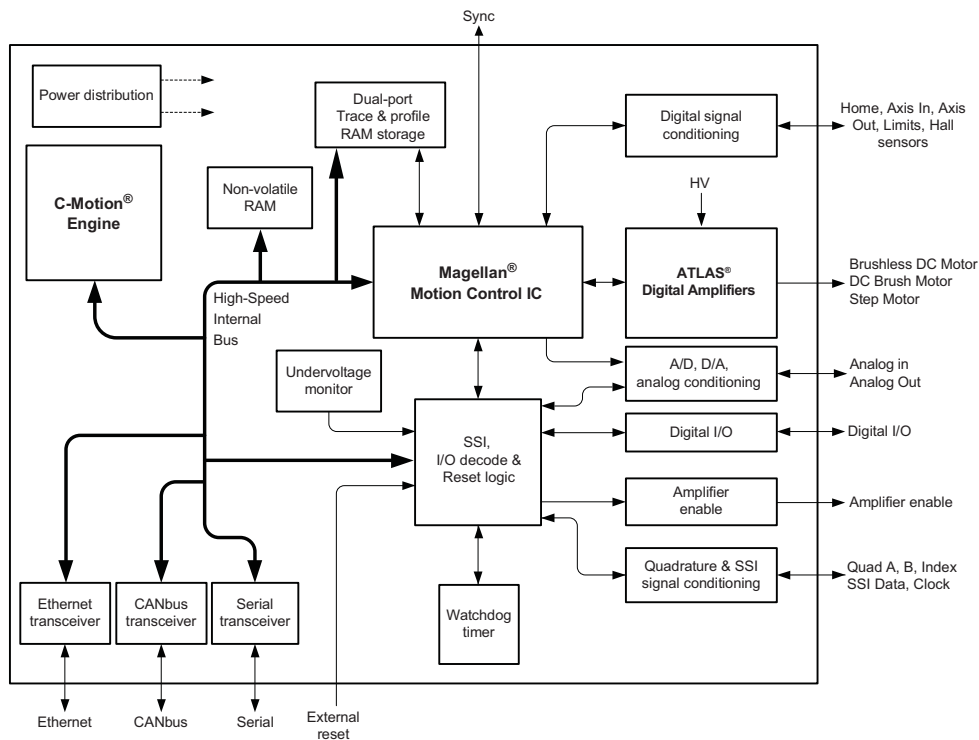 Sync
Power distribution
Dual-port
Trace & profile
RAM storage
Digital signal
conditioning
Home, Axis In, Axis
Out, Limits, Hall
sensors
C-Motion®
Engine
Non-volatile
RAM
HV
Magellan®
Motion Control IC
ATLAS®
Digital Amplifiers
Brushless DC Motor
DC Brush Motor
Step Motor
High-Speed
Internal
Bus
Undervoltage
monitor
A/D, D/A,
analog conditioning
Analog in
Analog Out
SSI,
I/O decode &
Reset logic
Digital I/O
Digital I/O
Amplifier
enable
Amplifier enable
Quadrature & SSI
signal conditioning
Quad A, B, Index
SSI Data, Clock
Ethernet
transceiver
CANbus
transceiver
Serial
transceiver
Watchdog
timer
Ethernet
CANbus
Serial
External
reset